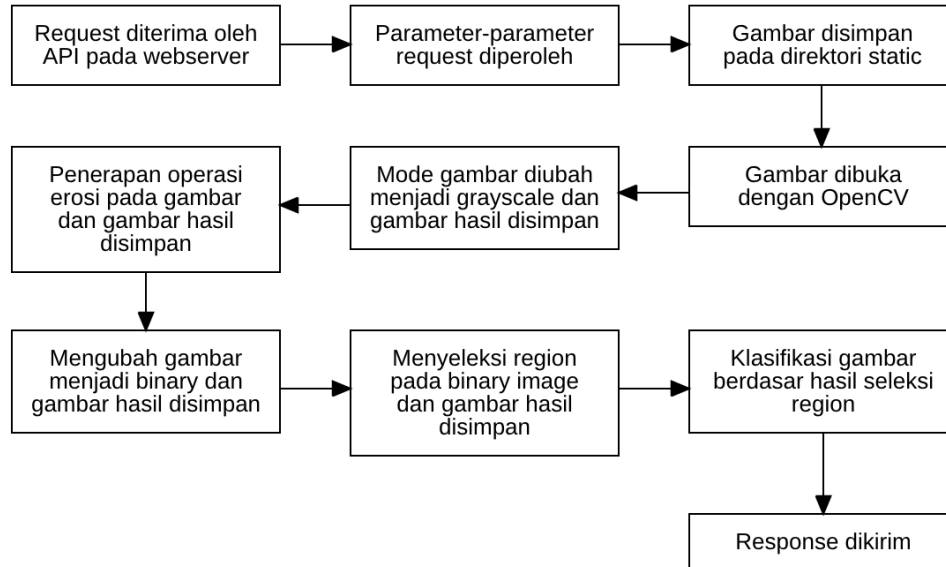 Request diterima oleh
API pada webserver
Parameter-parameter
request diperoleh
Gambar disimpan
pada direktori static
Gambar dibuka
dengan OpenCV
Mode gambar diubah
menjadi grayscale dan
gambar hasil disimpan
Penerapan operasi
erosi pada gambar
dan gambar hasil
disimpan
Mengubah gambar
menjadi binary dan
gambar hasil disimpan
Menyeleksi region
pada binary image
dan gambar hasil
disimpan
Klasifikasi gambar
berdasar hasil seleksi
region
Response dikirim